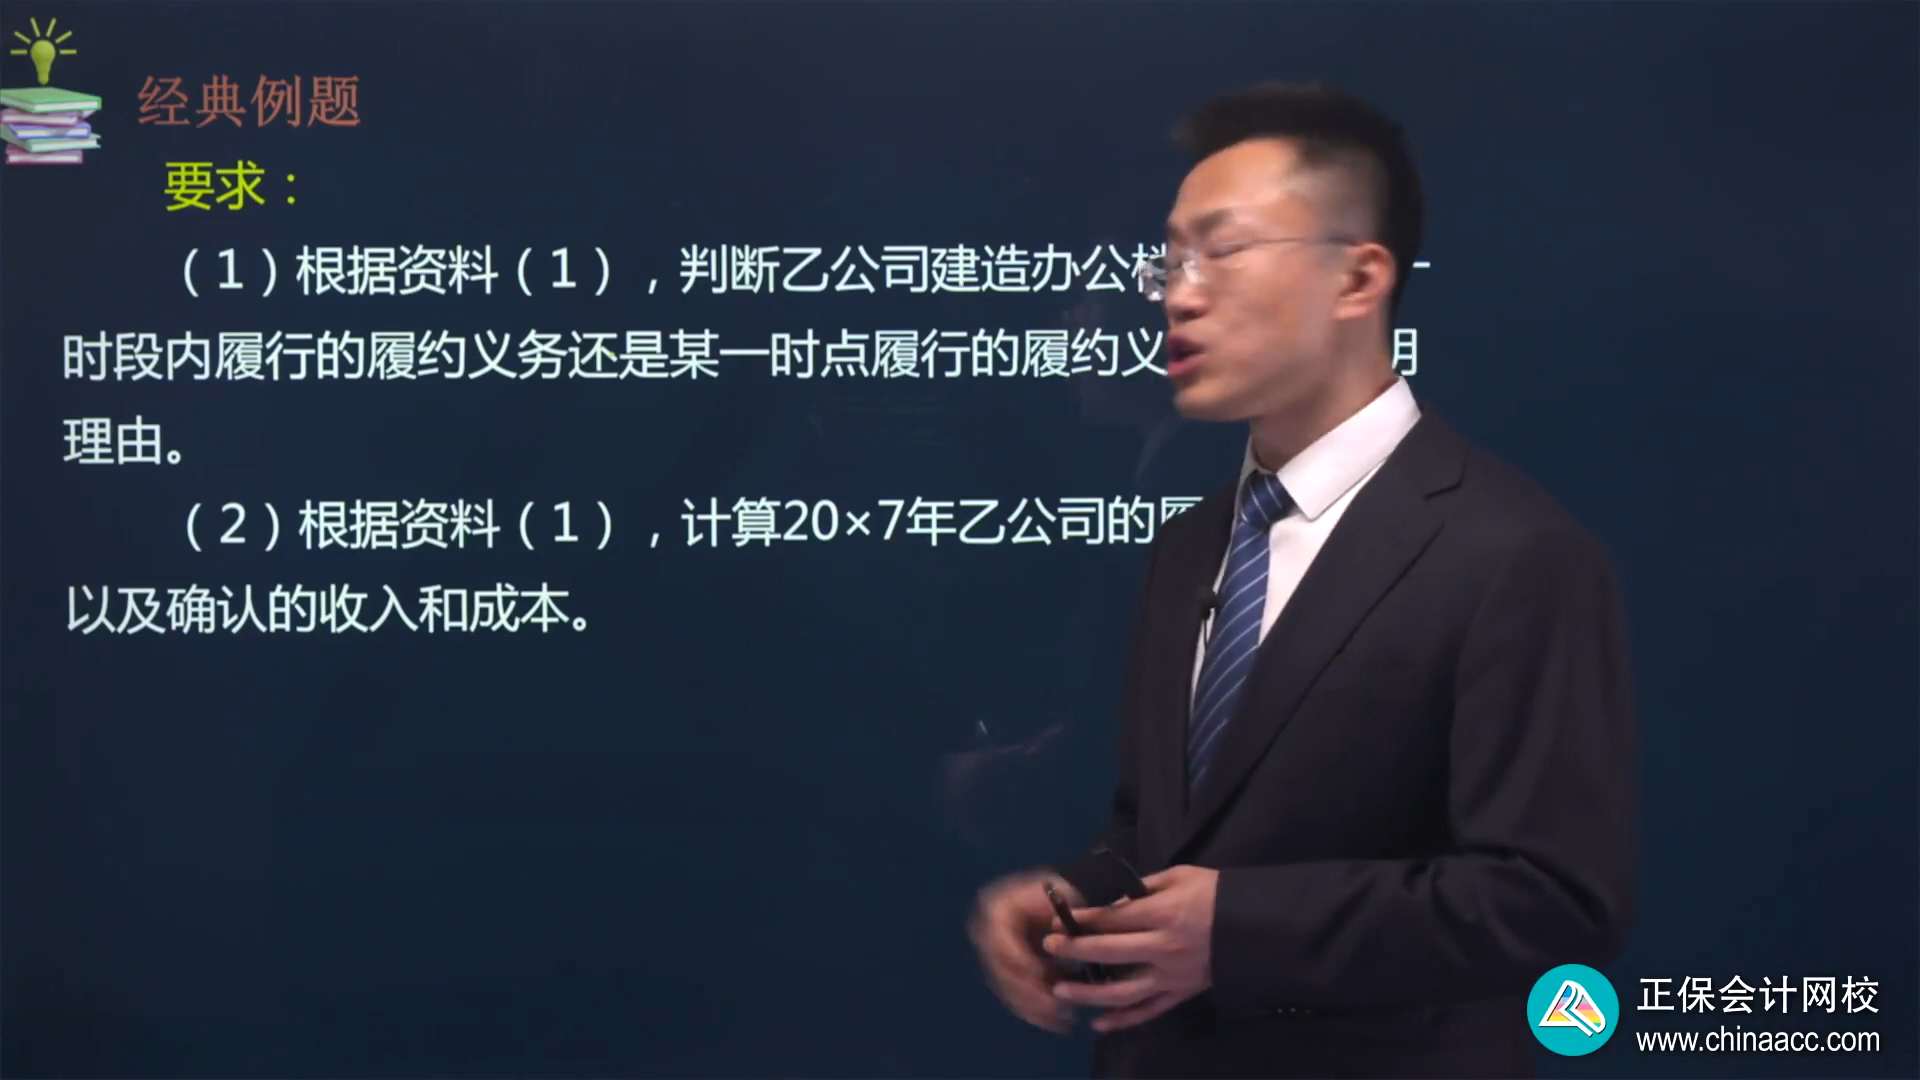 经典例题
要求：
（1）根据资料（1），判断乙公司建造办公
时段内履行的履约义务还是某一时点履行的履约义
理由。
（2）根据资料（1），计算20×7年乙公司的
以及确认的收入和成本。
正保会计网校
www.chinaacc.com